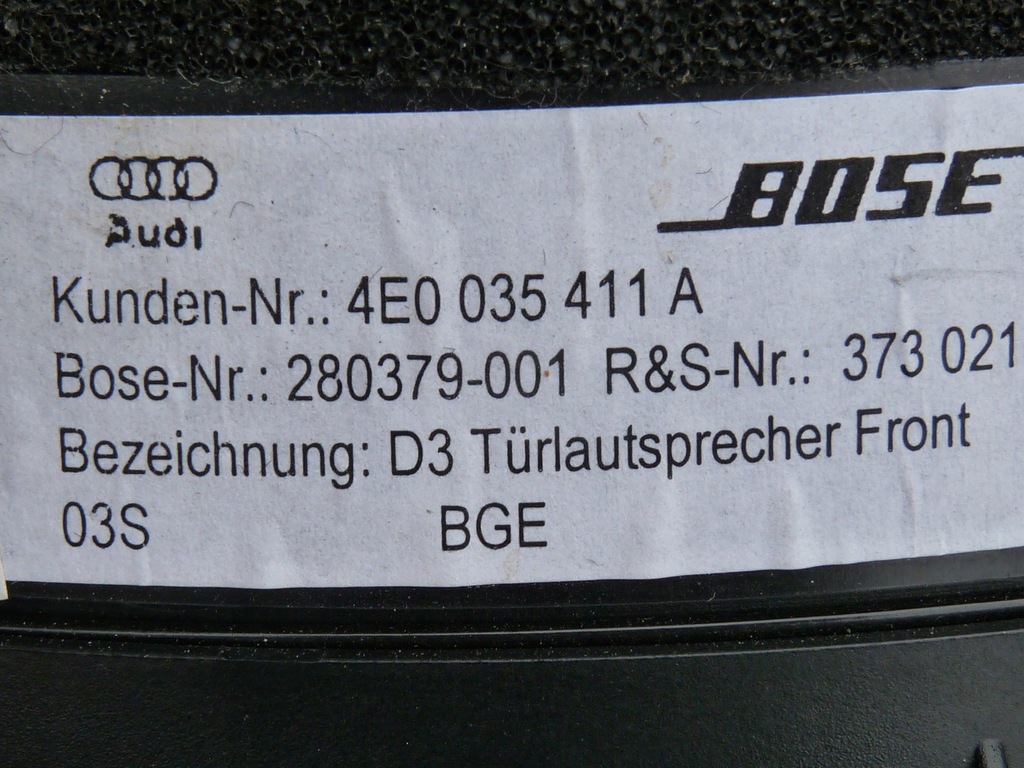 Audi BOSE
Kunden-Nr.: 4E0 035 411 A
Bose-Nr.: 280379-001 R&S-Nr.: 373 021
Bezeichnung: D3 Türlautsprecher Front
03S BGE